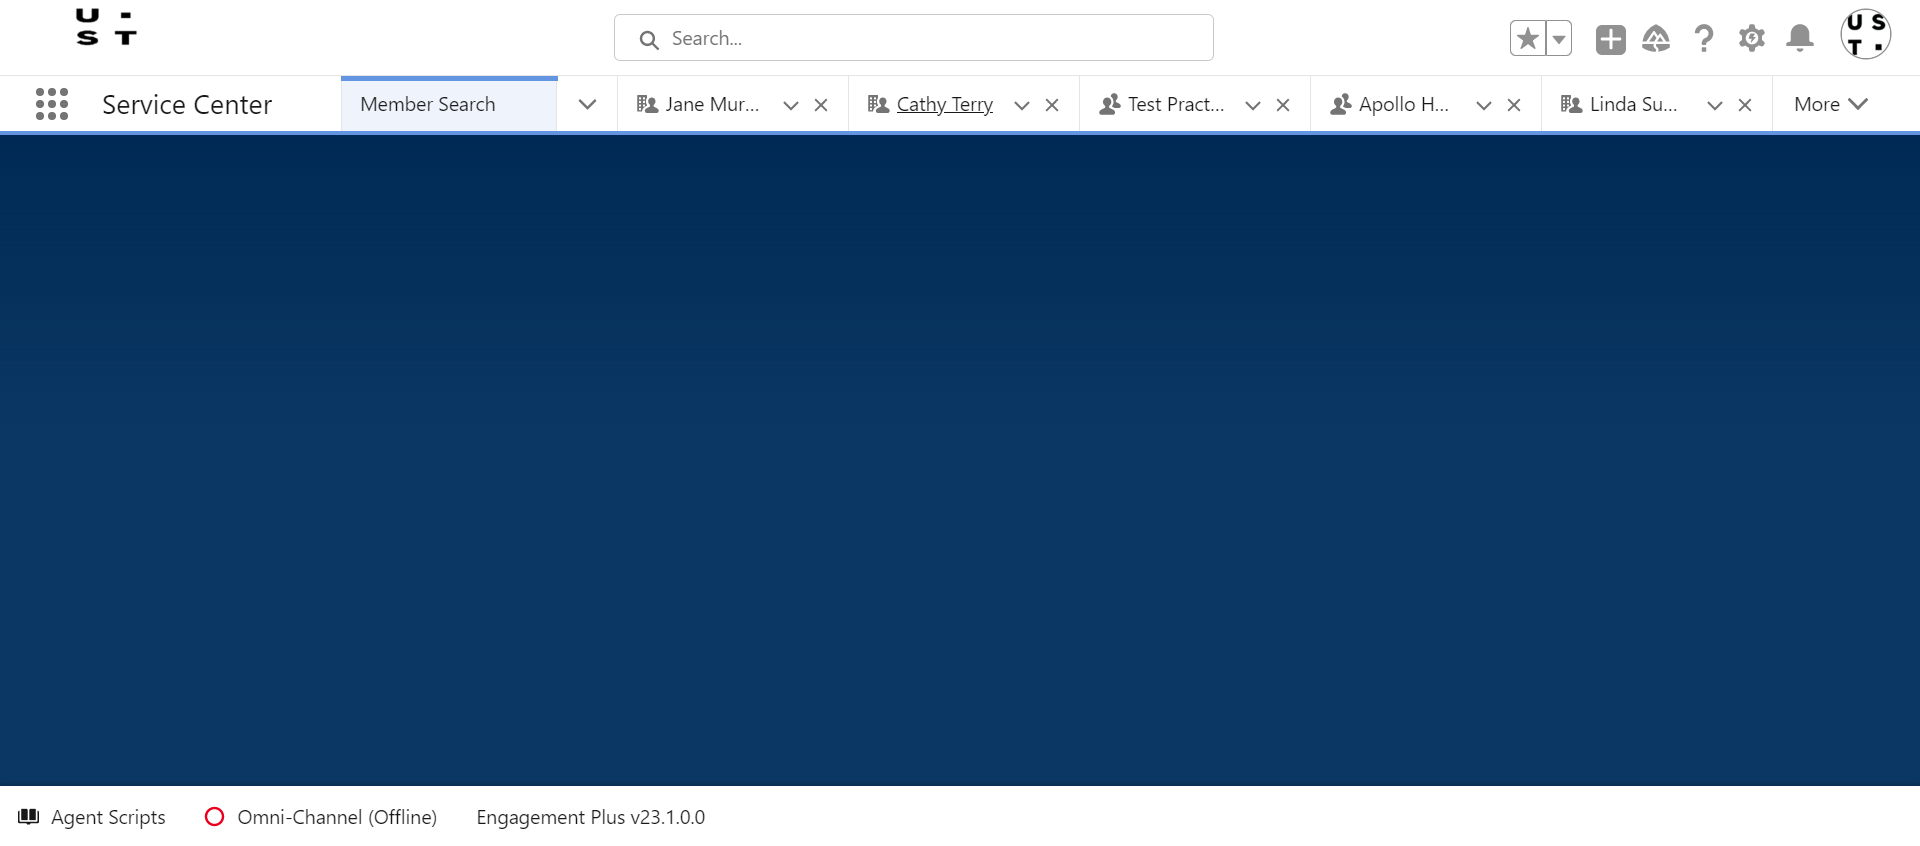 U ·
S T
Search...
U S
T ·
Service Center
Member Search
Jane Mur...
Cathy Terry
Test Pract...
Apollo H...
Linda Su...
More
Agent Scripts
Omni-Channel (Offline)
Engagement Plus v23.1.0.0